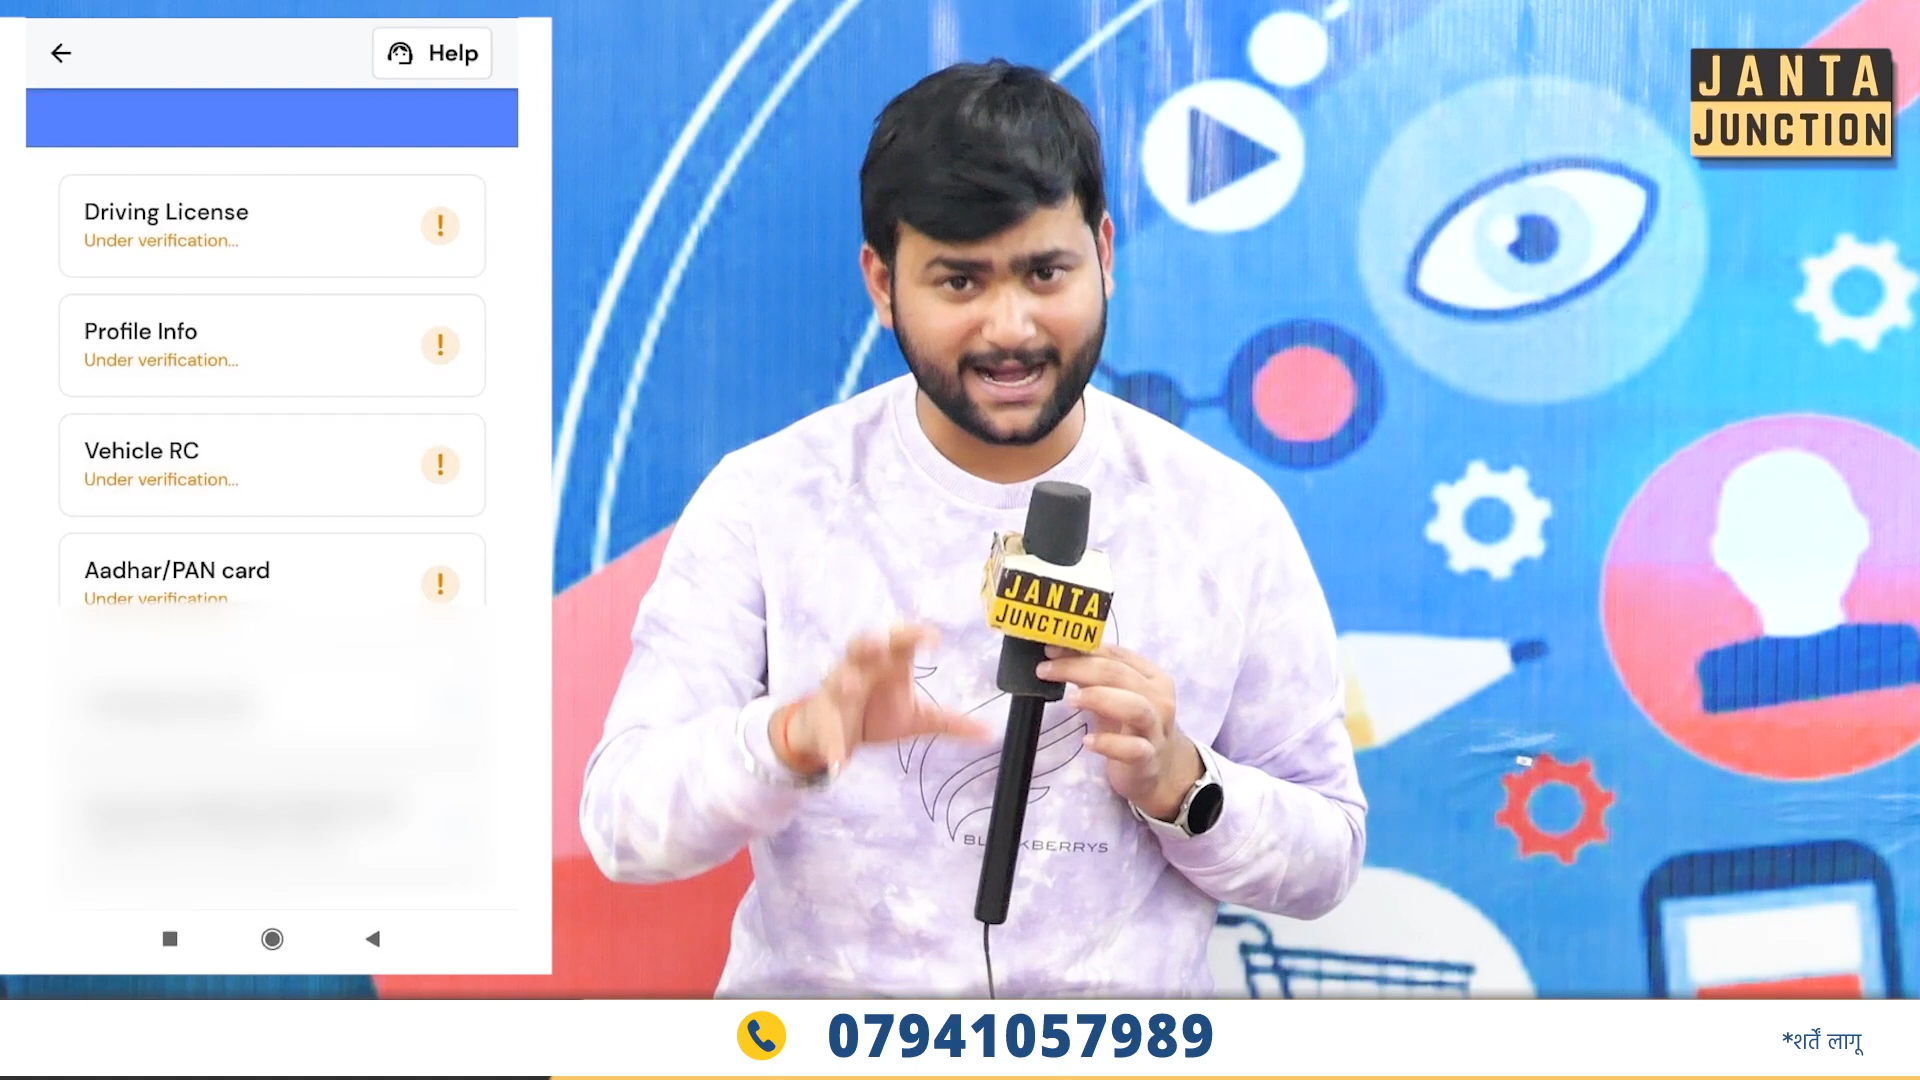 Help
Driving License
Under verification...
Profile Info
Under verification...
Vehicle RC
Under verification...
Aadhar/PAN card
Under verification
JANTA
JUNCTION
JANTA
JUNCTION
07941057989
*शर्तें लागू